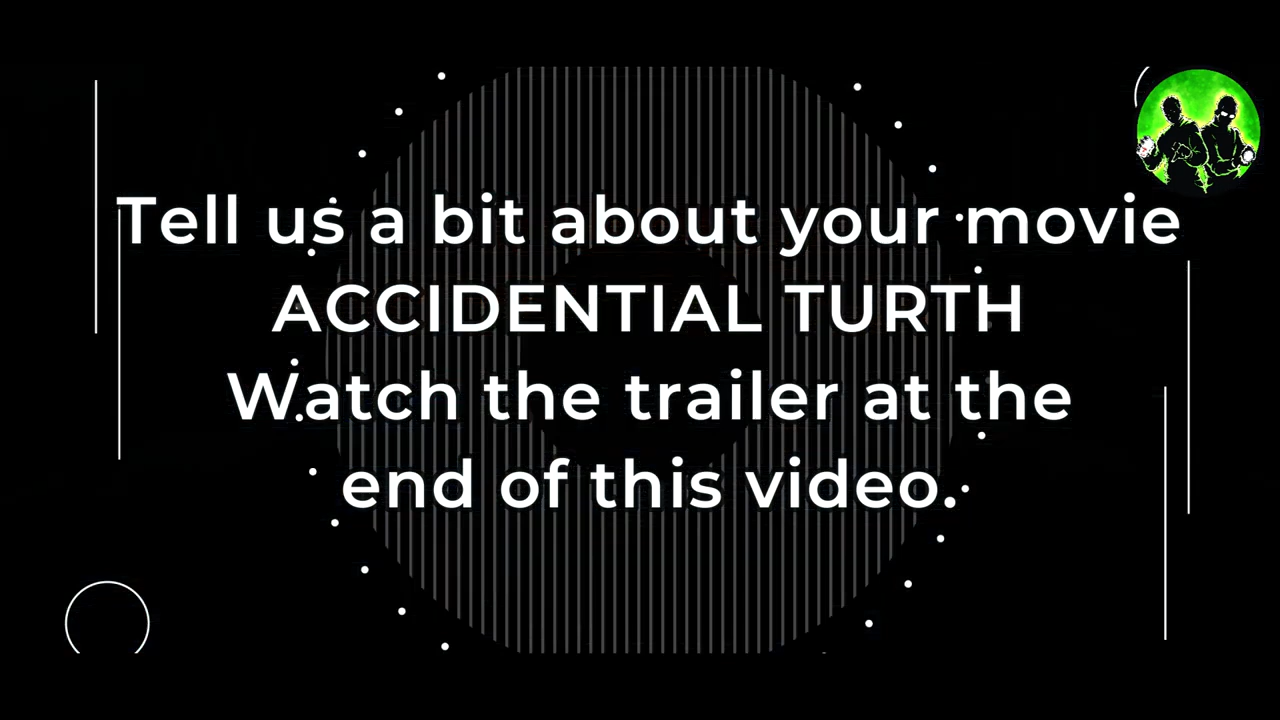 Tell us a bit about your movie
ACCIDENTIAL TURTH
Watch the trailer at the
end of this video.